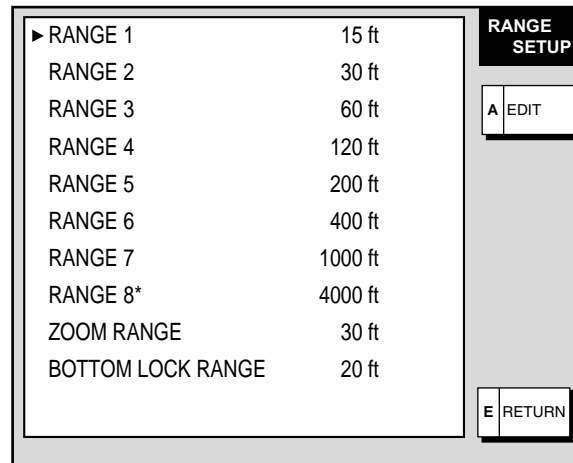 ►RANGE 1 15 ft
RANGE 2 30 ft
RANGE 3 60 ft
RANGE 4 120 ft
RANGE 5 200 ft
RANGE 6 400 ft
RANGE 7 1000 ft
RANGE 8* 4000 ft
ZOOM RANGE 30 ft
BOTTOM LOCK RANGE 20 ft
RANGE
SETUP
A EDIT
E RETURN